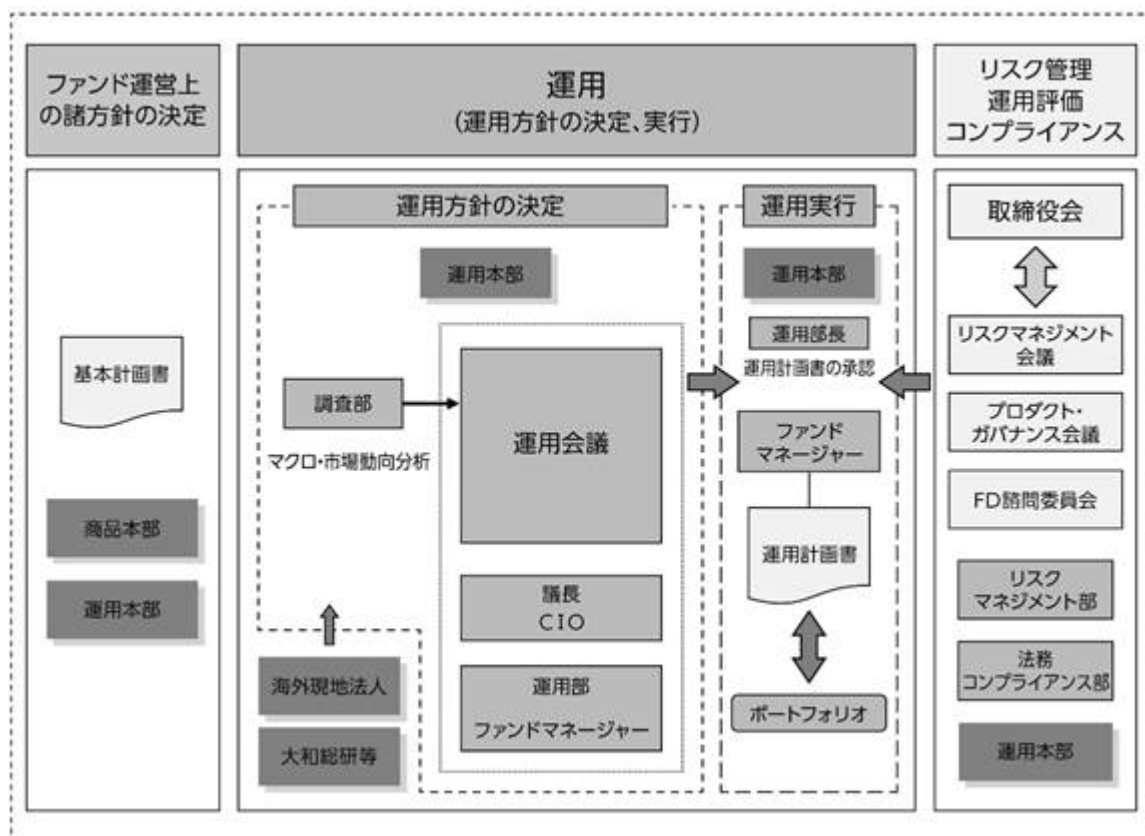 ファンド運営上
の諸方針の決定
運用
(運用方針の決定、実行)
リスク管理
運用評価
コンプライアンス
基本計画書
商品本部
運用本部
運用方針の決定
運用本部
調査部
マクロ・市場動向分析
運用会議
議長
CIO
運用部
ファンドマネージャー
海外現地法人
大和総研等
運用実行
運用本部
運用部長
運用計画書の承認
ファンド
マネージャー
運用計画書
ポートフォリオ
取締役会
リスクマネジメント
会議
プロダクト・
ガバナンス会議
FD諮問委員会
リスク
マネジメント部
法務
コンプライアンス部
運用本部